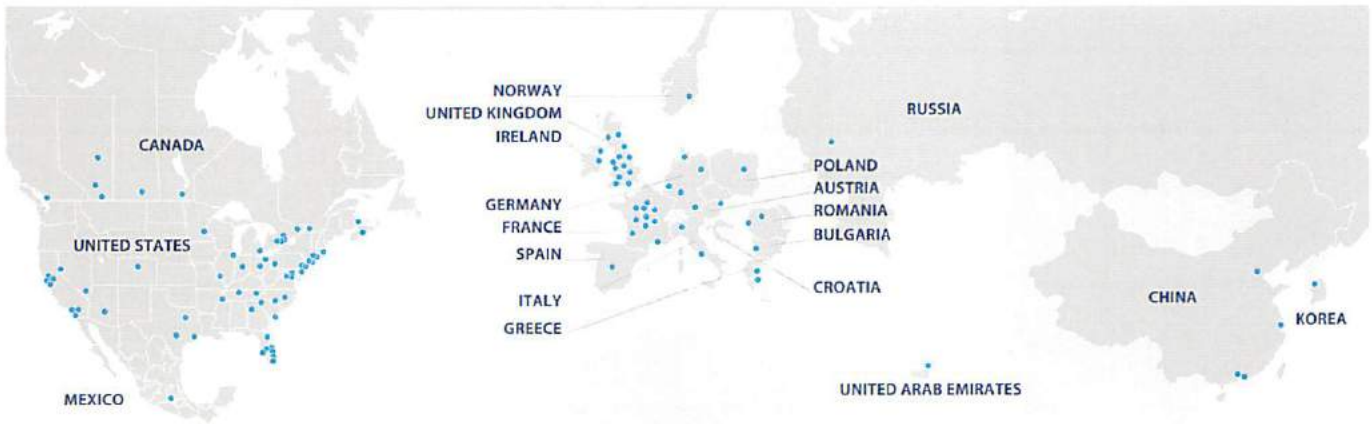 CANADA
UNITED STATES
MEXICO
NORWAY
UNITED KINGDOM
IRELAND
GERMANY
FRANCE
SPAIN
ITALY
GREECE
POLAND
AUSTRIA
ROMANIA
BULGARIA
CROATIA
RUSSIA
UNITED ARAB EMIRATES
CHINA
KOREA